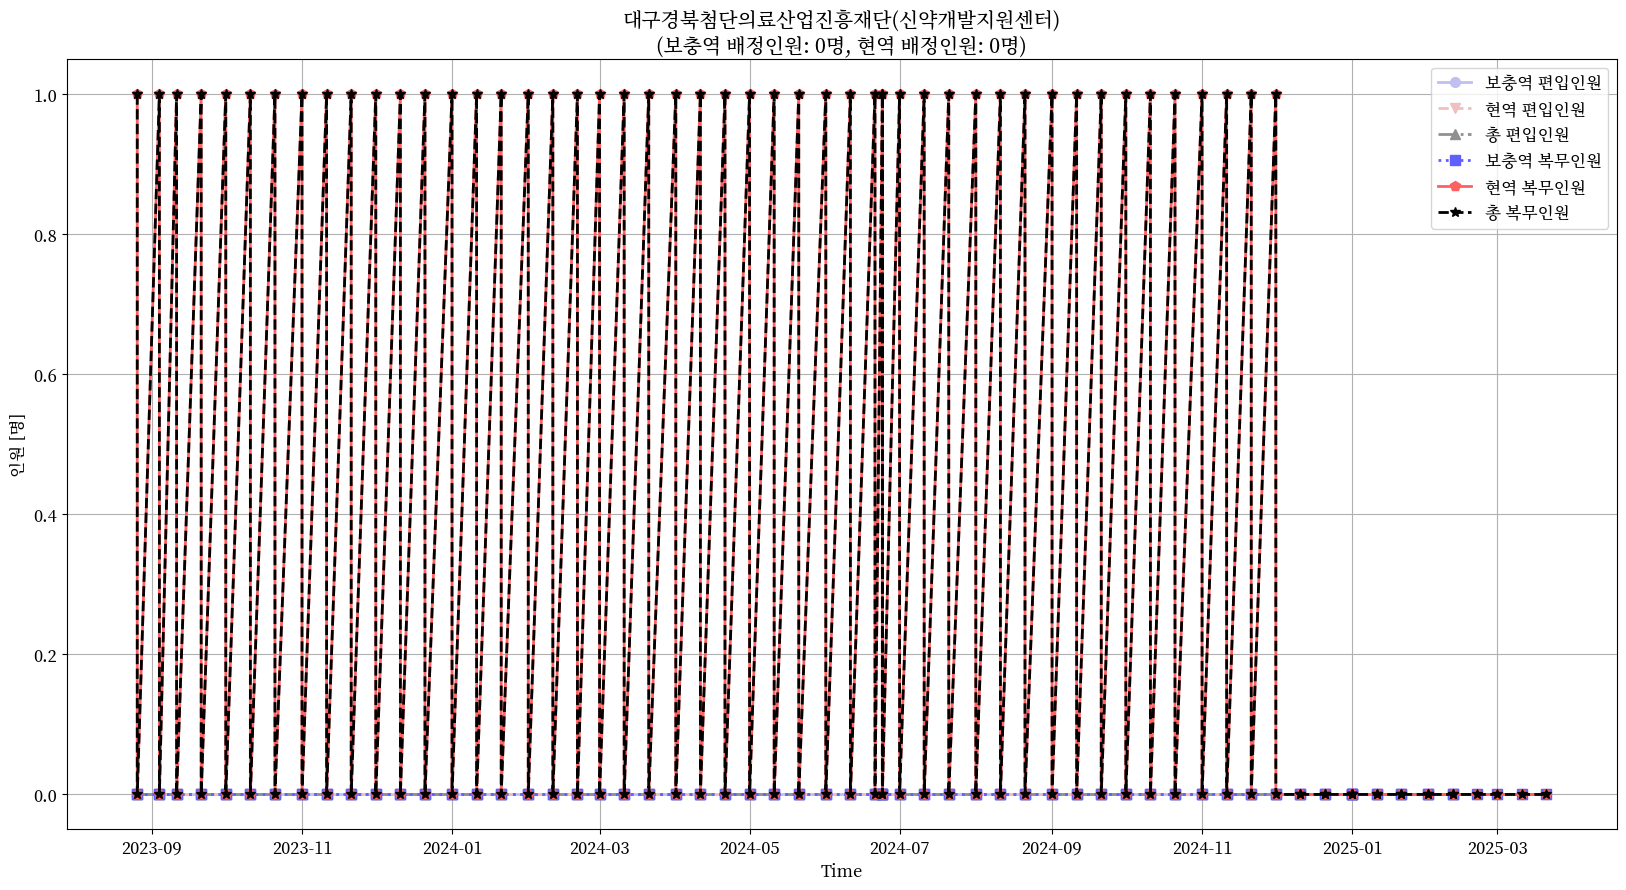 대구경북첨단의료산업진흥재단(신약개발지원센터)
(보충역 배정인원: 0명, 현역 배정인원: 0명)
보충역 편입인원
현역 편입인원
총 편입인원
보충역 복무인원
현역 복무인원
총 복무인원
인원 [명]
1.0
0.8
0.6
0.4
0.2
0.0
2023-09 2023-11 2024-01 2024-03 2024-05 2024-07 2024-09 2024-11 2025-01 2025-03
Time